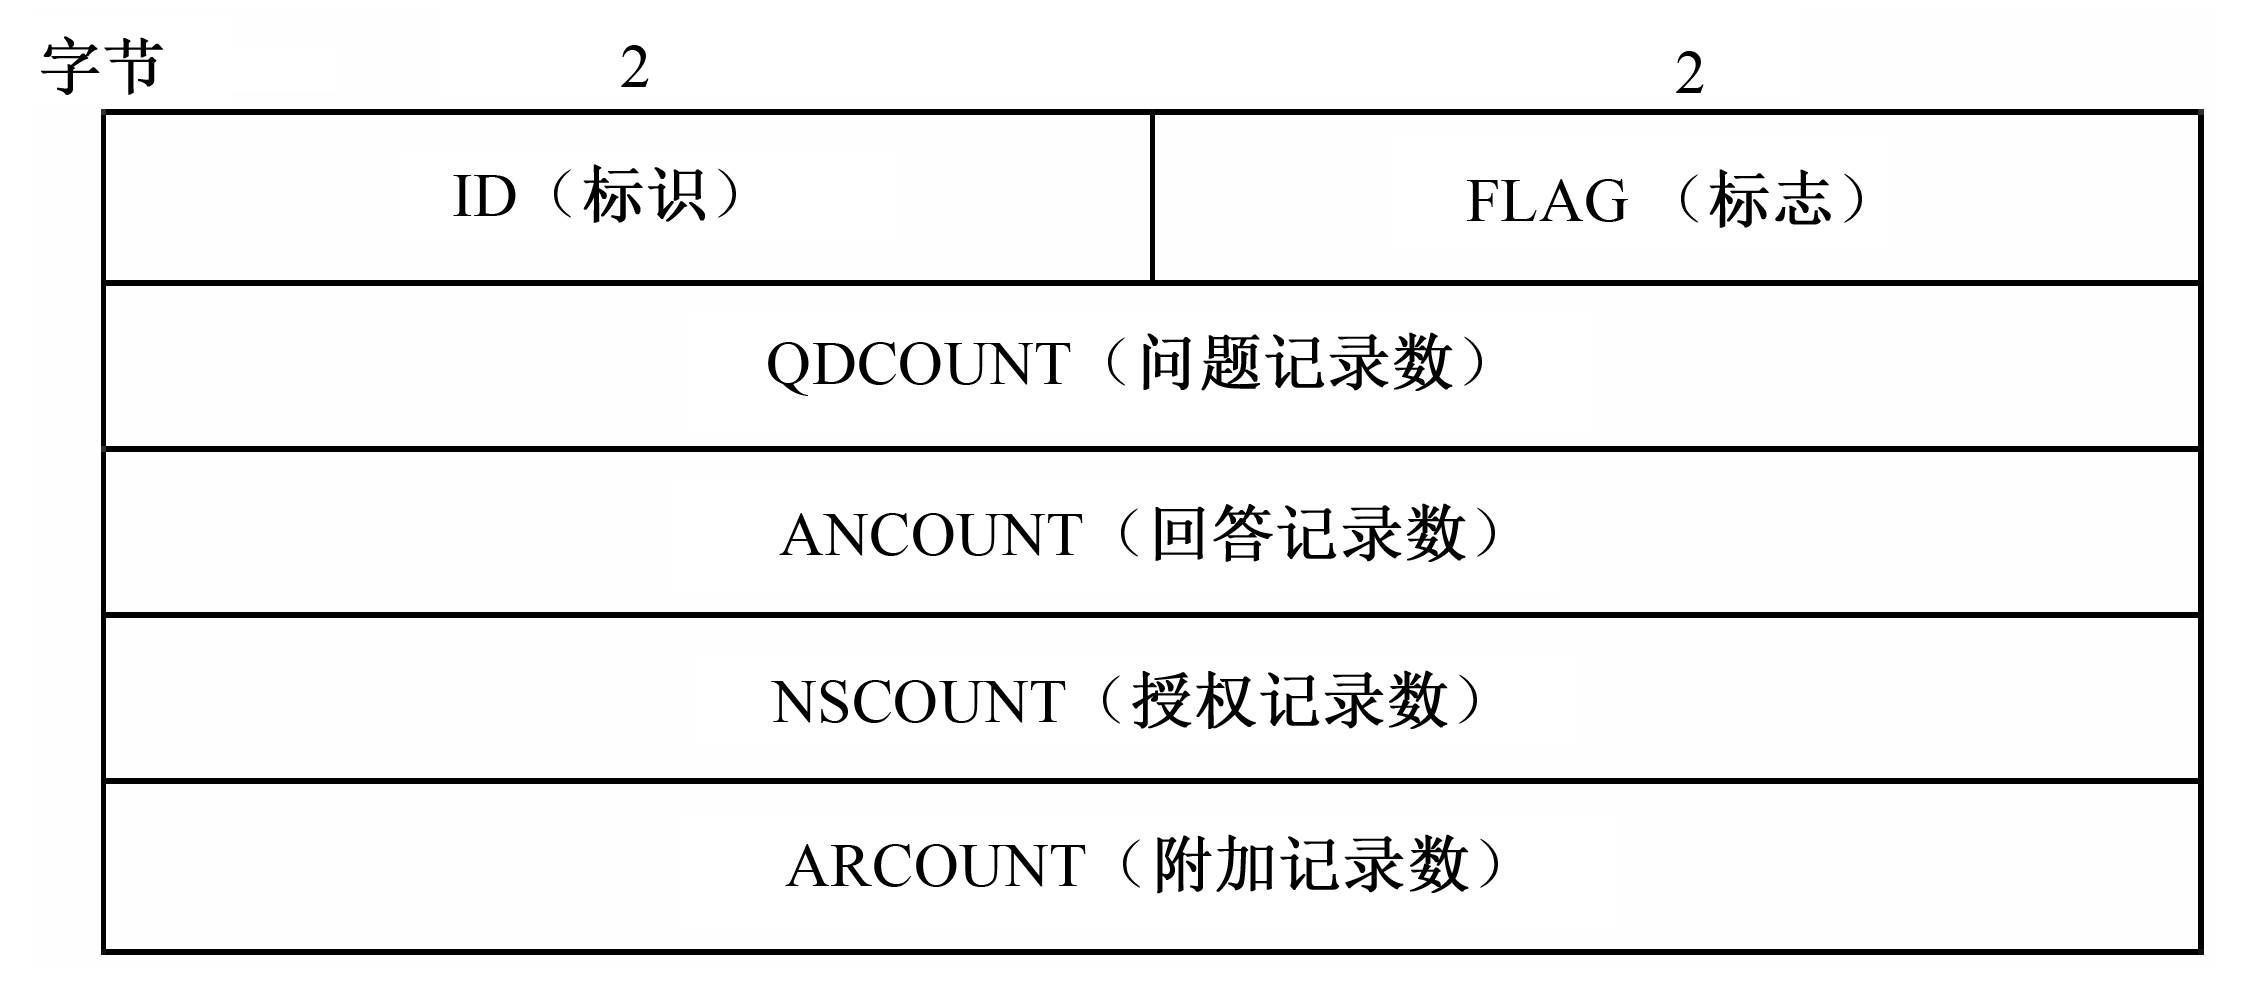 字节 2 2
ID（标识） FLAG （标志）
QDCOUNT（问题记录数）
ANCOUNT（回答记录数）
NSCOUNT（授权记录数）
ARCOUNT（附加记录数）